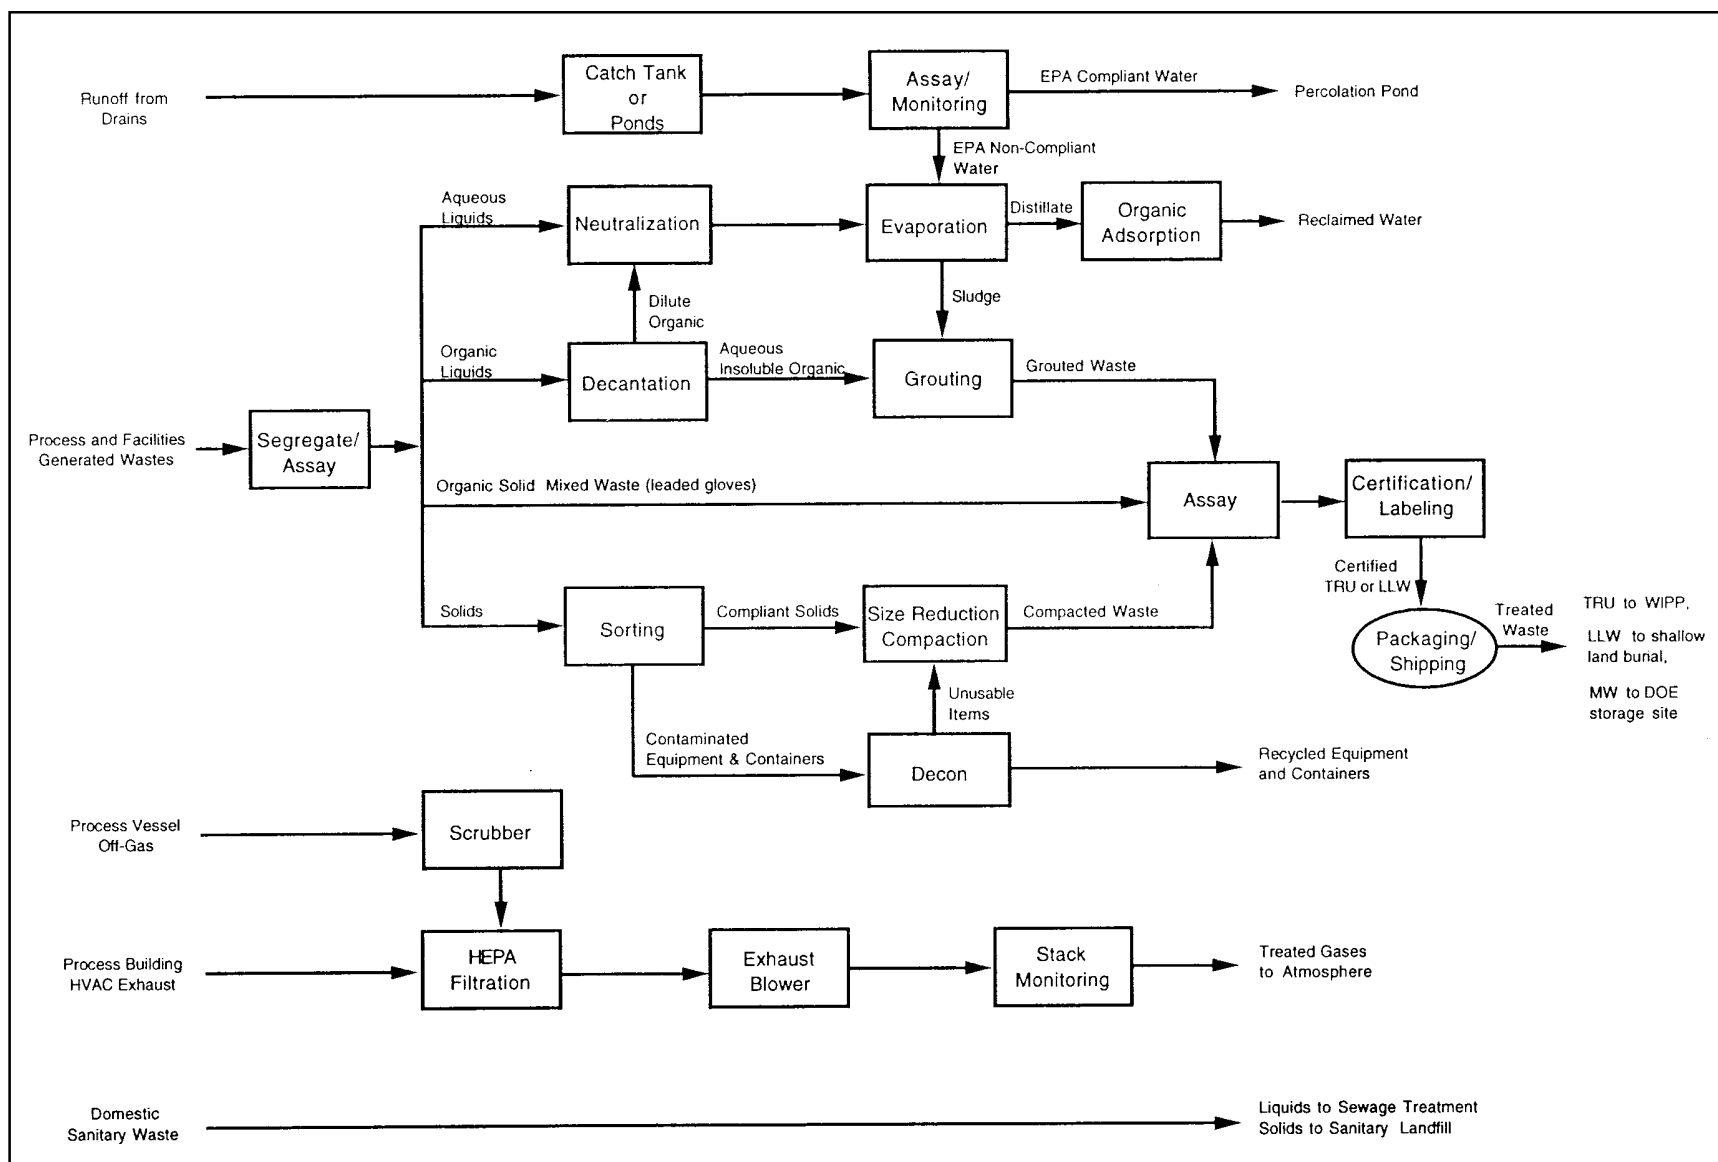 Runoff from
Drains
Catch Tank
or
Ponds
Assay/
Monitoring
EPA Compliant Water
Percolation Pond
EPA Non-Compliant
Water
Aqueous
Liquids
Neutralization
Evaporation
Distillate
Organic
Adsorption
Reclaimed Water
Dilute
Organic
Sludge
Organic
Liquids
Decantation
Aqueous
Insoluble Organic
Grouting
Grouted Waste
Process and Facilities
Generated Wastes
Segregate/
Assay
Organic Solid Mixed Waste (leaded gloves)
Assay
Certification/
Labeling
Certified
TRU or LLW
Solids
Sorting
Compliant Solids
Size Reduction
Compaction
Compacted Waste
Packaging/
Shipping
Treated
Waste
TRU to WIPP,
LLW to shallow
land burial,
MW to DOE
storage site
Unusable
Items
Contaminated
Equipment & Containers
Decon
Recycled Equipment
and Containers
Process Vessel
Off-Gas
Scrubber
Process Building
HVAC Exhaust
HEPA
Filtration
Exhaust
Blower
Stack
Monitoring
Treated Gases
to Atmosphere
Domestic
Sanitary Waste
Liquids to Sewage Treatment
Solids to Sanitary Landfill